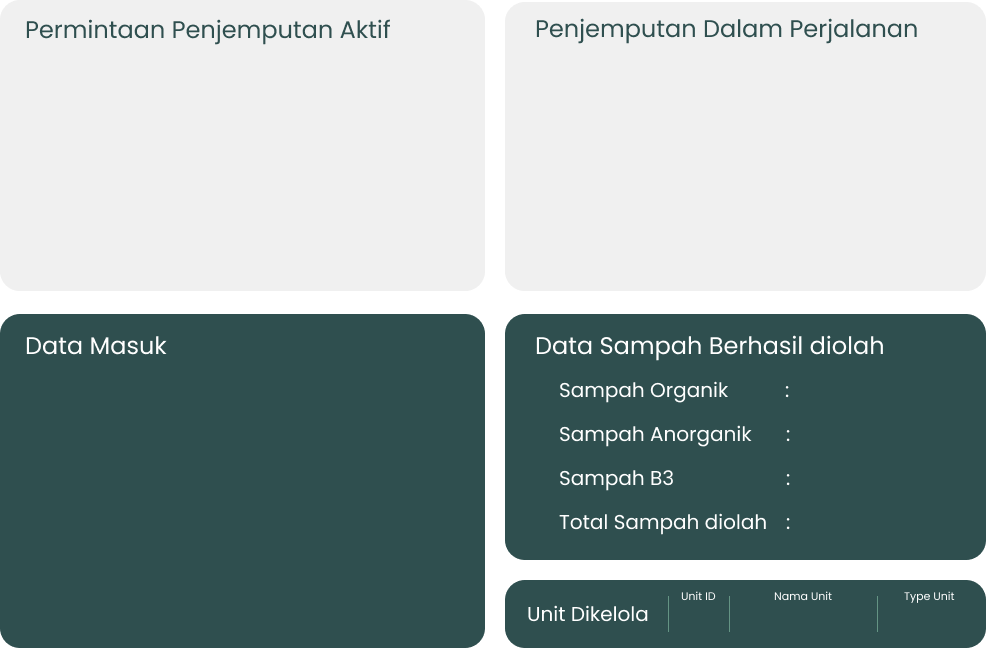 Permintaan Penjemputan Aktif
Penjemputan Dalam Perjalanan
Data Masuk
Data Sampah Berhasil diolah
Sampah Organik :
Sampah Anorganik :
Sampah B3 :
Total Sampah diolah :
Unit Dikelola
Unit ID
Nama Unit
Type Unit